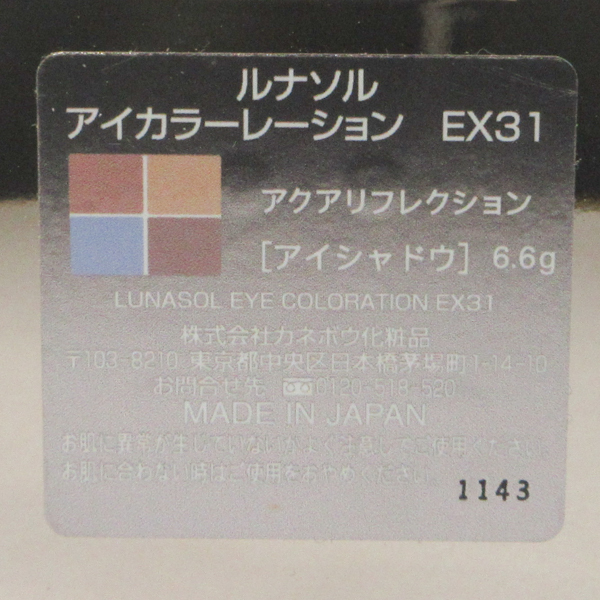 ルナソル
アイカラーレーション EX31
アクアリフレクション
［アイシャドウ］ 6.6g
LUNASOL EYE COLORATION EX31
株式会社カネボウ化粧品
〒103-8210 東京都中央区日本橋茅場町1-14-10
お問合せ先 0120-518-520
MADE IN JAPAN
お肌に異常が生じていないかよく注意してご使用ください。
お肌に合わない時はご使用をおやめください。
1143